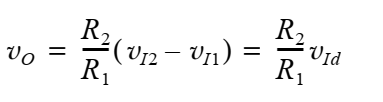 v_O = \frac{R_2}{R_1}(v_{I2} - v_{I1}) = \frac{R_2}{R_1} v_{Id}